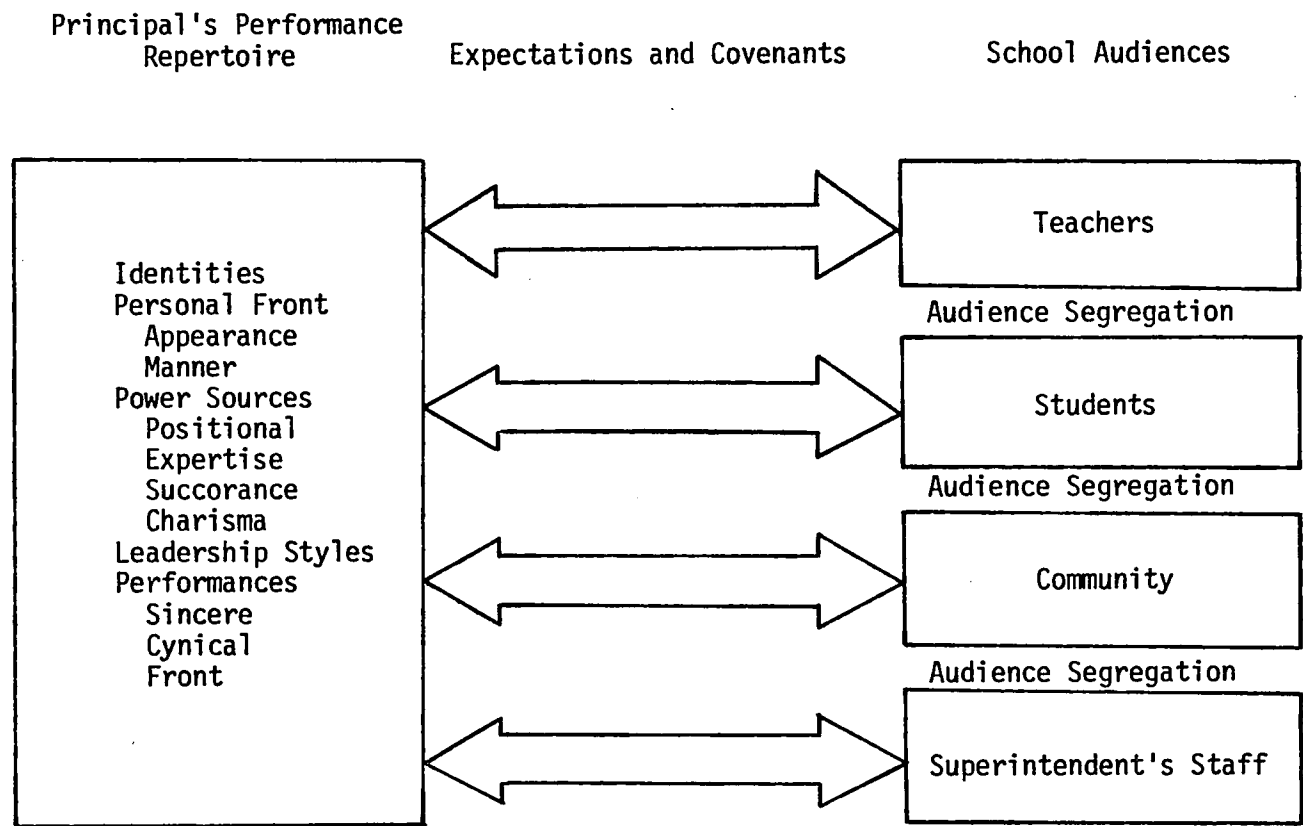 Principal's Performance
Repertoire
Expectations and Covenants
School Audiences
Identities
Personal Front
Appearance
Manner
Power Sources
Positional
Expertise
Succorance
Charisma
Leadership Styles
Performances
Sincere
Cynical
Front
Teachers
Audience Segregation
Students
Audience Segregation
Community
Audience Segregation
Superintendent's Staff